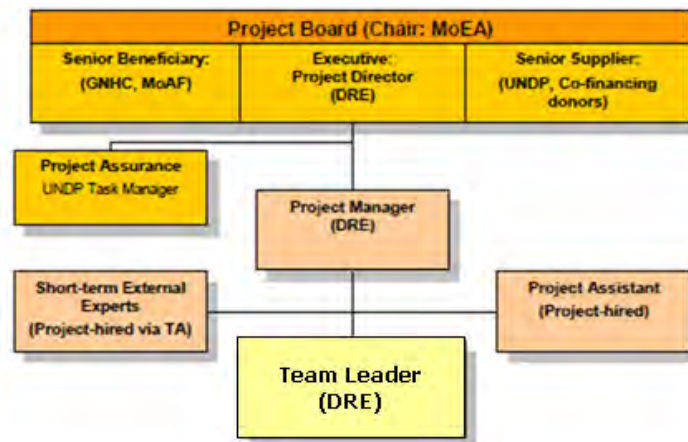 Project Board (Chair: MoEA)
Senior Beneficiary:
(GNHC, MoAF)
Executive:
Project Director
(DRE)
Senior Supplier:
(UNDP, Co-financing
donors)
Project Assurance
UNDP Task Manager
Project Manager
(DRE)
Short-term External
Experts
(Project-hired via TA)
Project Assistant
(Project-hired)
Team Leader
(DRE)